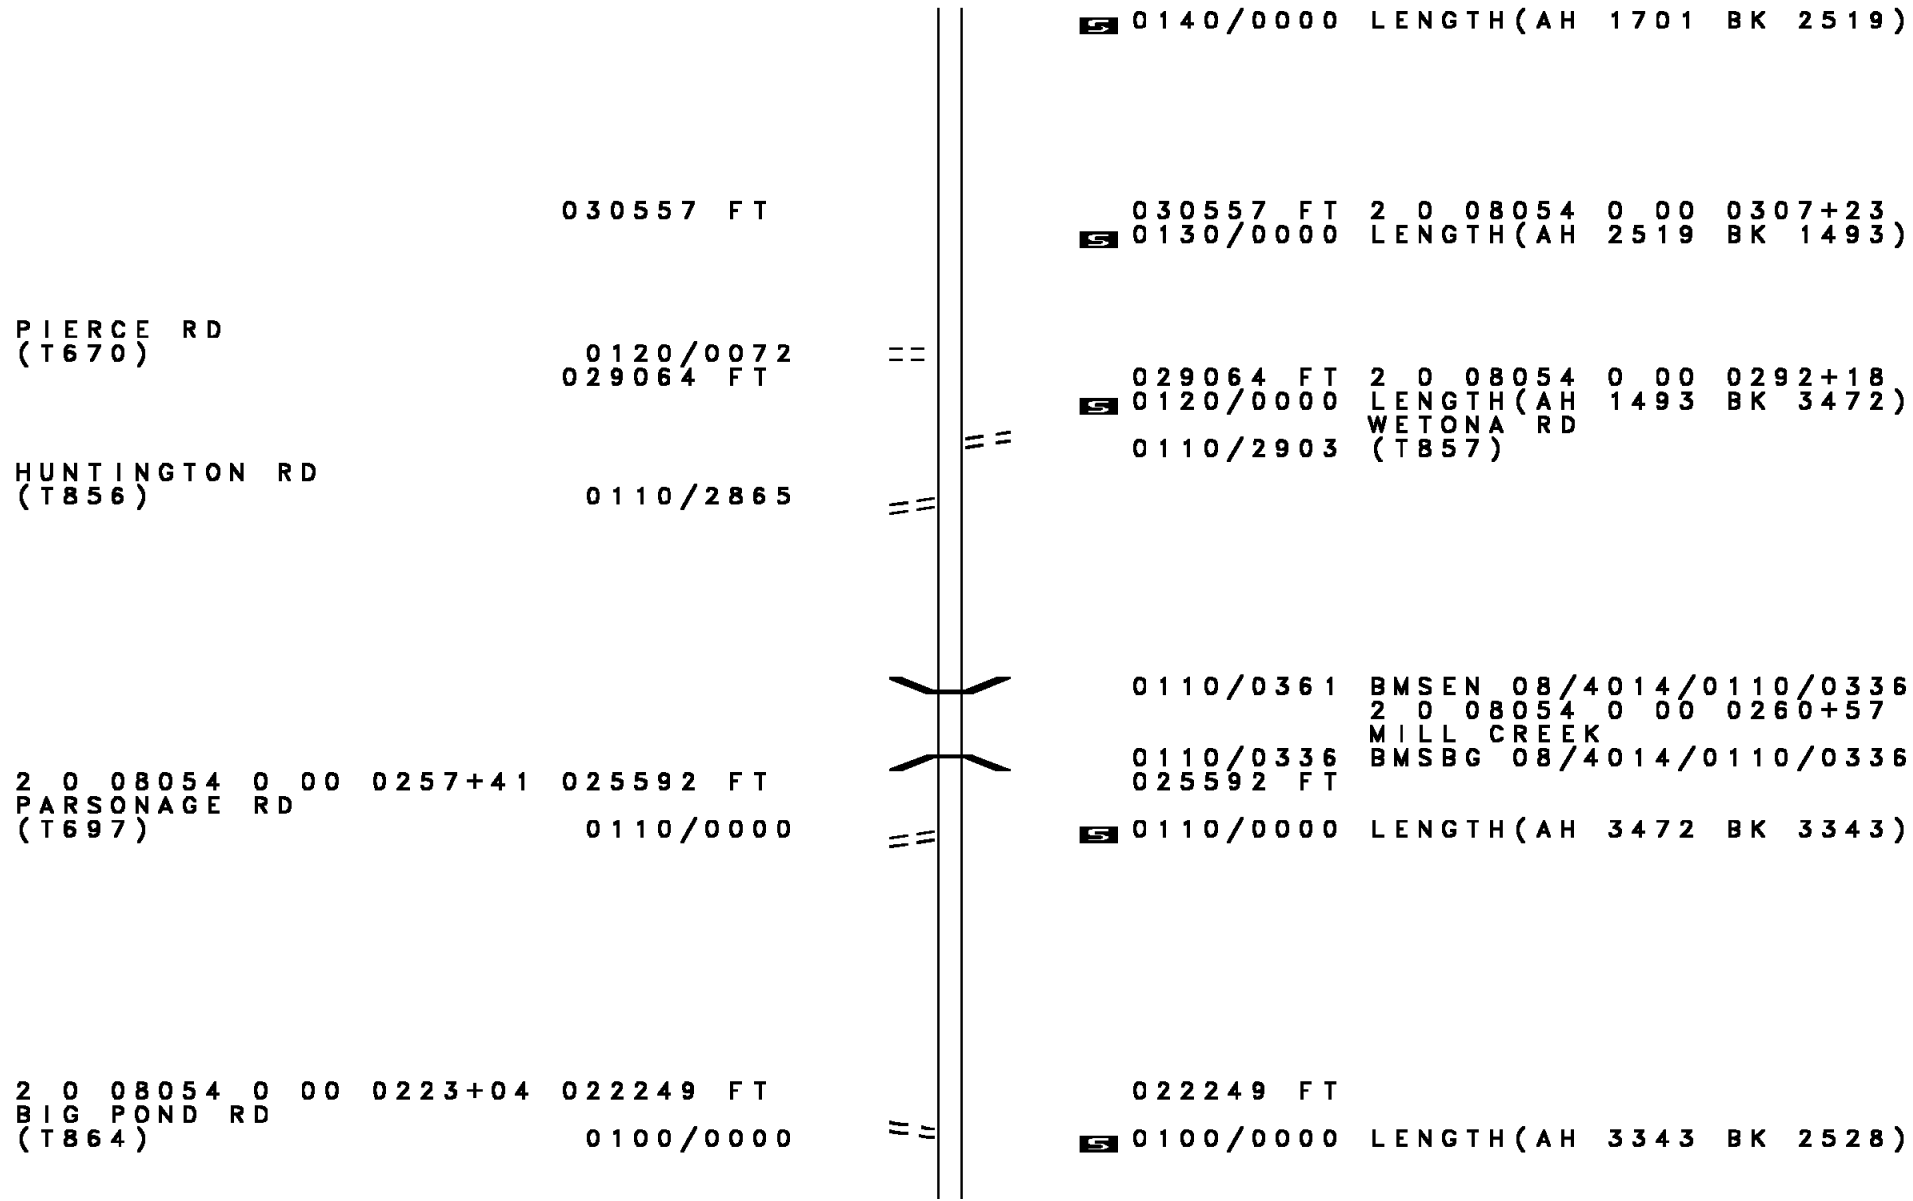 S 0140/0000 LENGTH(AH 1701 BK 2519)
030557 FT 030557 FT 2 0 08054 0 00 0307+23
S 0130/0000 LENGTH(AH 2519 BK 1493)
PIERCE RD
(T670) 0120/0072
029064 FT 029064 FT 2 0 08054 0 00 0292+18
S 0120/0000 LENGTH(AH 1493 BK 3472)
WETONA RD
0110/2903 (T857)
HUNTINGTON RD
(T856) 0110/2865
0110/0361 BMSEN 08/4014/0110/0336
2 0 08054 0 00 0260+57
MILL CREEK
0110/0336 BMSBG 08/4014/0110/0336
2 0 08054 0 00 0257+41 025592 FT 025592 FT
PARSONAGE RD
(T697) 0110/0000 S 0110/0000 LENGTH(AH 3472 BK 3343)
2 0 08054 0 00 0223+04 022249 FT 022249 FT
BIG POND RD
(T864) 0100/0000 S 0100/0000 LENGTH(AH 3343 BK 2528)